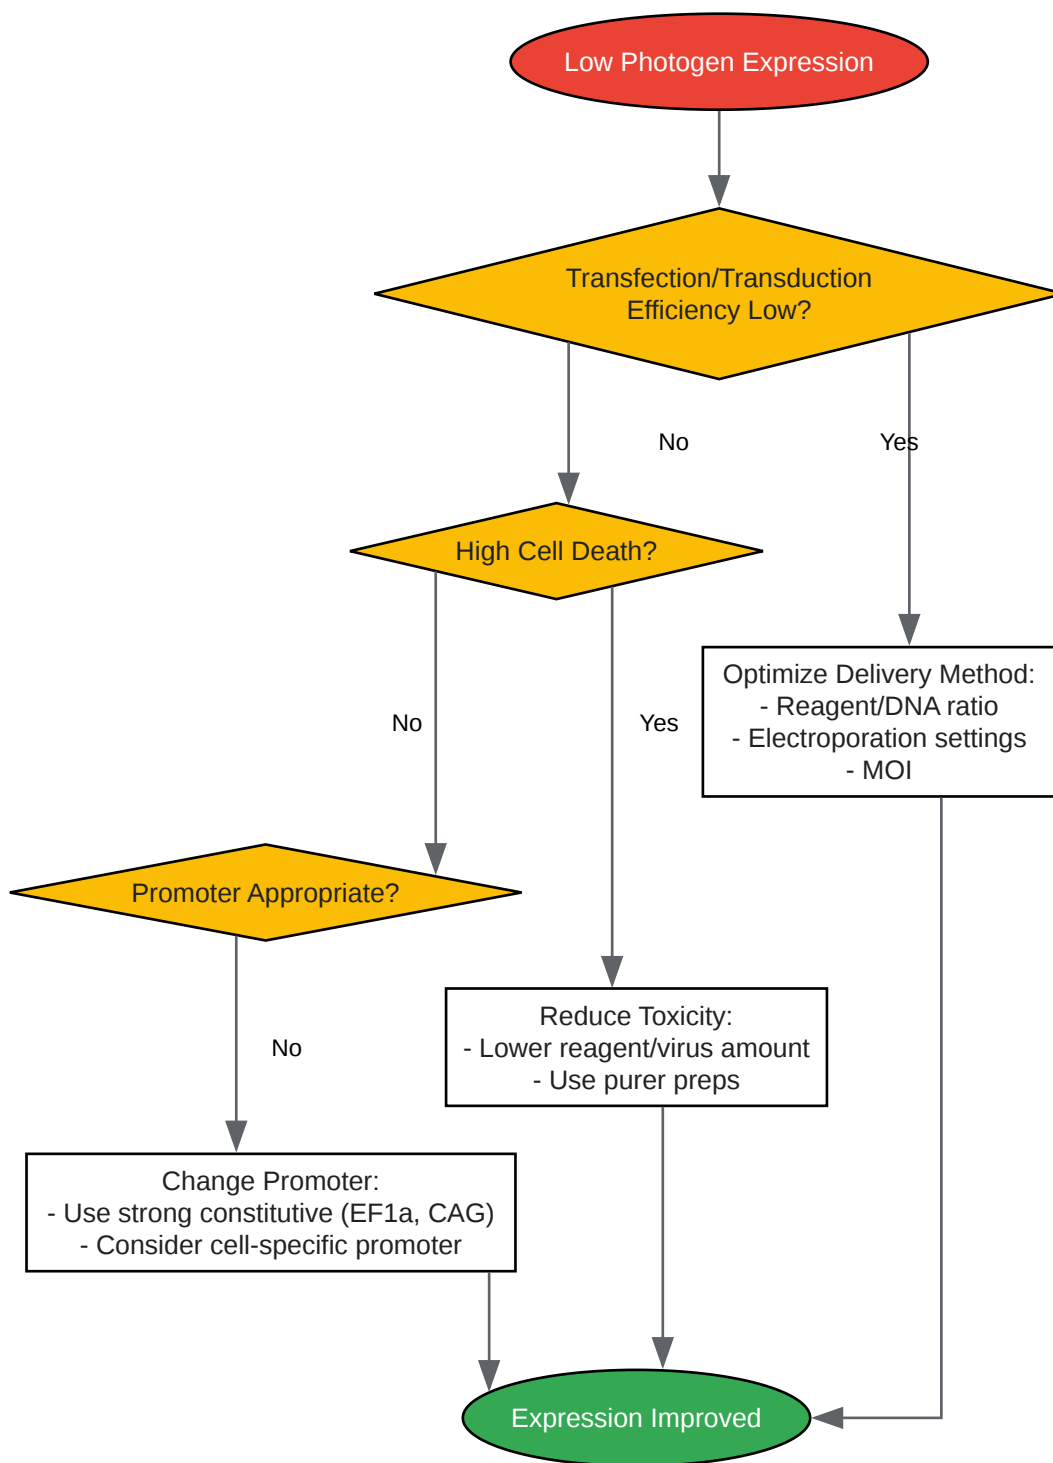 Low Photogen Expression
Transfection/Transduction
Efficiency Low?
No
Yes
High Cell Death?
Optimize Delivery Method:
- Reagent/DNA ratio
- Electroporation settings
- MOI
No
Yes
Promoter Appropriate?
Reduce Toxicity:
- Lower reagent/virus amount
- Use purer preps
No
Change Promoter:
- Use strong constitutive (EF1a, CAG)
- Consider cell-specific promoter
Expression Improved